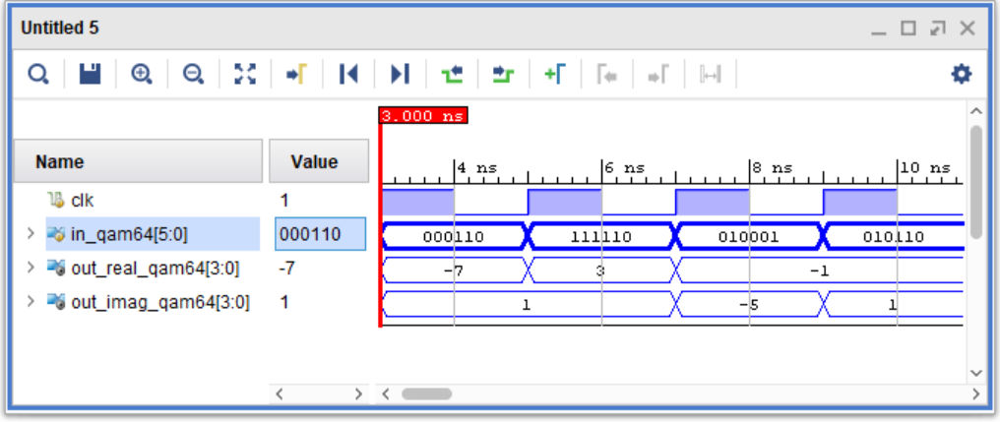 Untitled 5
3.000 ns
Name Value
4 ns 6 ns 8 ns 10 ns
clk 1
in_qam64[5:0] 000110 000110 111110 010001 010110
out_real_qam64[3:0] -7 -7 3 -1
out_imag_qam64[3:0] 1 1 -5 1